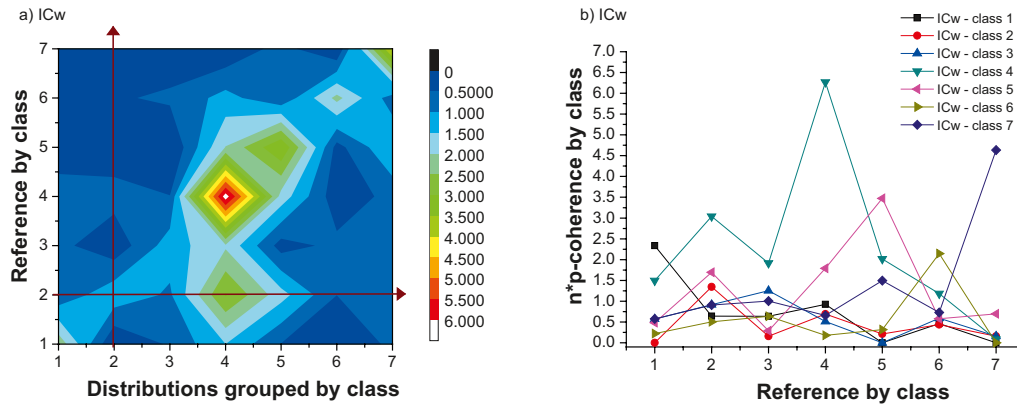 a) ICw
Reference by class
7
6
5
4
3
2
1
1 2 3 4 5 6 7
Distributions grouped by class
0
0.5000
1.000
1.500
2.000
2.500
3.000
3.500
4.000
4.500
5.000
5.500
6.000
b) ICw
ICw - class 1
ICw - class 2
ICw - class 3
ICw - class 4
ICw - class 5
ICw - class 6
ICw - class 7
n*p-coherence by class
7.0
6.5
6.0
5.5
5.0
4.5
4.0
3.5
3.0
2.5
2.0
1.5
1.0
0.5
0.0
1 2 3 4 5 6 7
Reference by class